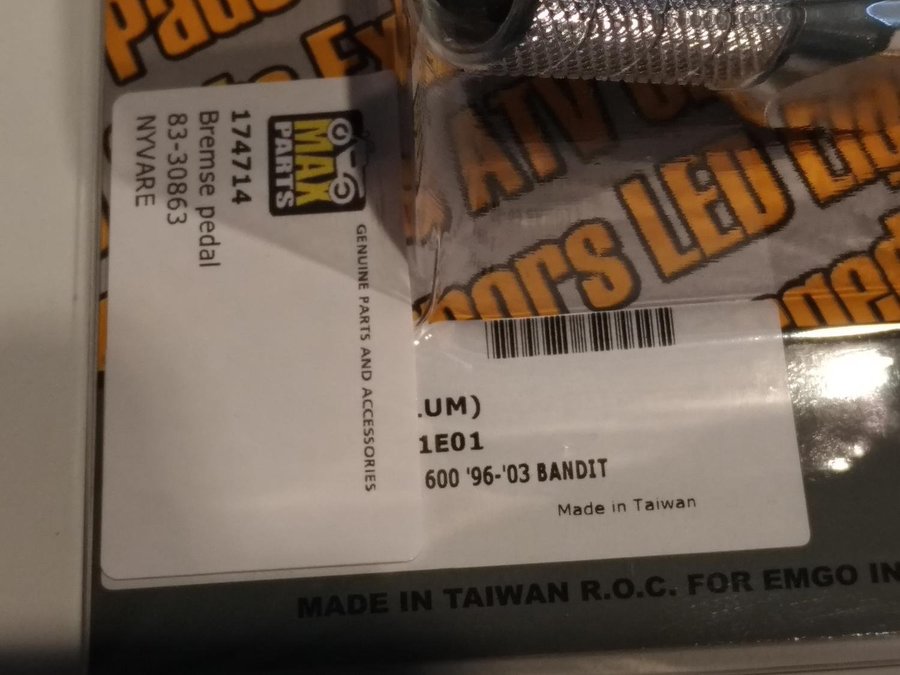 LED
ATV
MAX
PARTS
GENUINE PARTS AND ACCESSORIES
174714
Bremse pedal
83-30863
NYVARE
.UM)
1E01
600 '96-'03 BANDIT
Made in Taiwan
MADE IN TAIWAN R.O.C. FOR EMGO IN